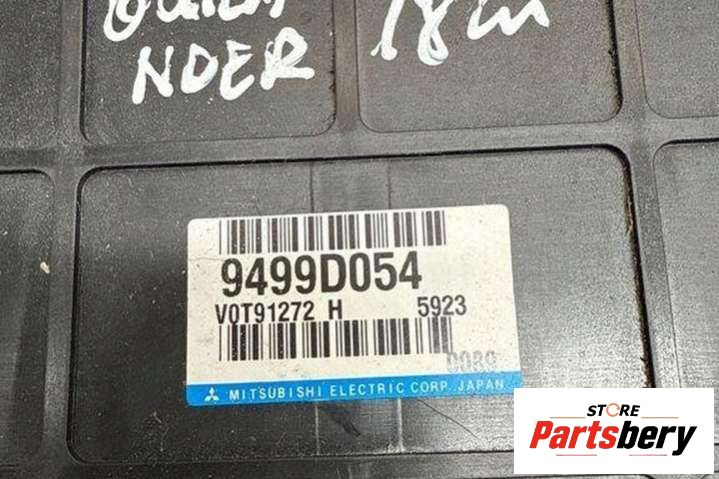 NDER
9499D054
V0T91272 H 5923
MITSUBISHI ELECTRIC CORP. JAPAN
STORE
Partsbery